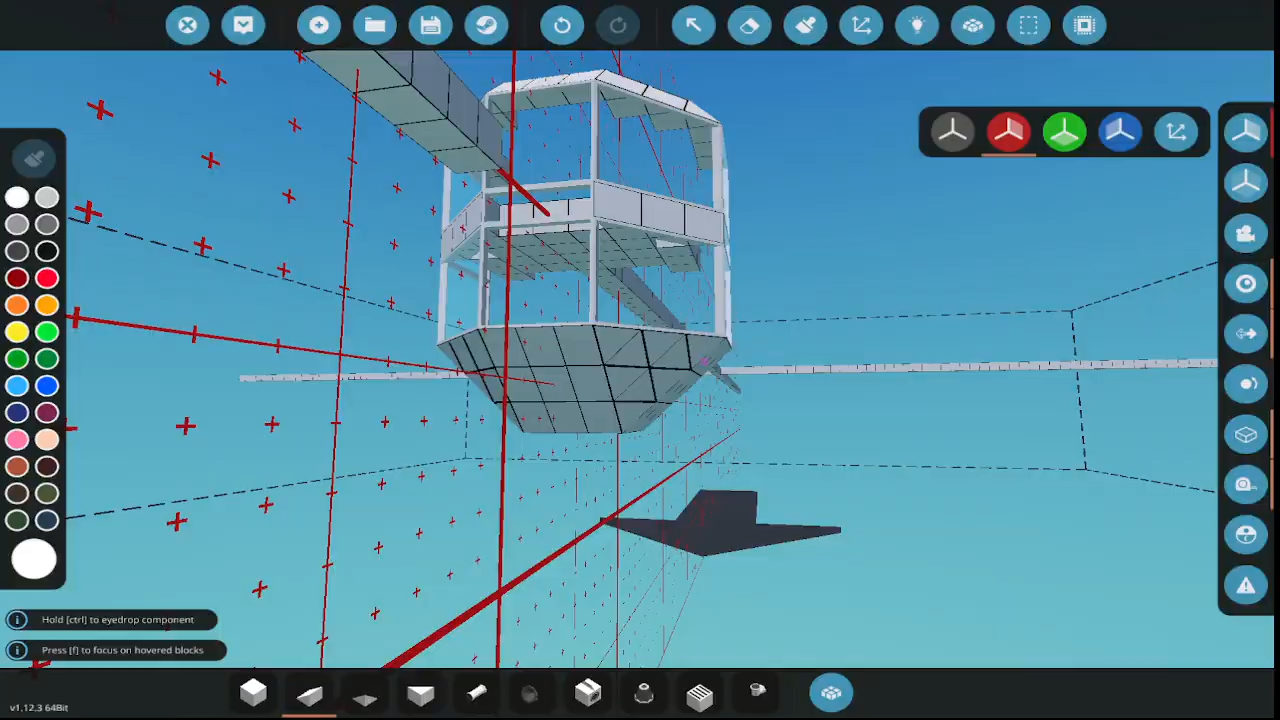 Hold [ctrl] to eyedrop component
Press [f] to focus on hovered blocks
v1.12.3 64Bit